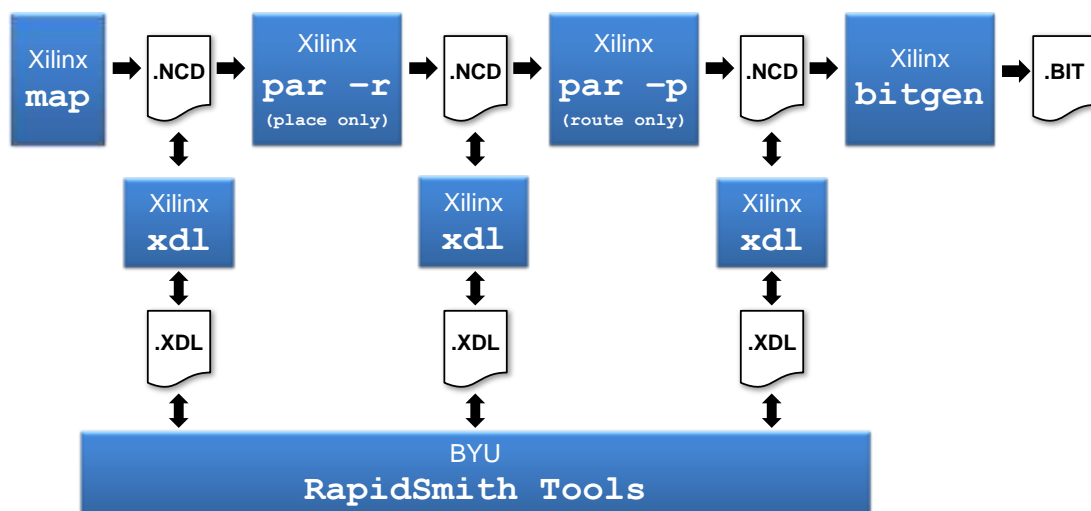 Xilinx
map
.NCD
Xilinx
par –r
(place only)
.NCD
Xilinx
par –p
(route only)
.NCD
Xilinx
bitgen
.BIT
Xilinx
xdl
Xilinx
xdl
Xilinx
xdl
.XDL
.XDL
.XDL
BYU
RapidSmith Tools